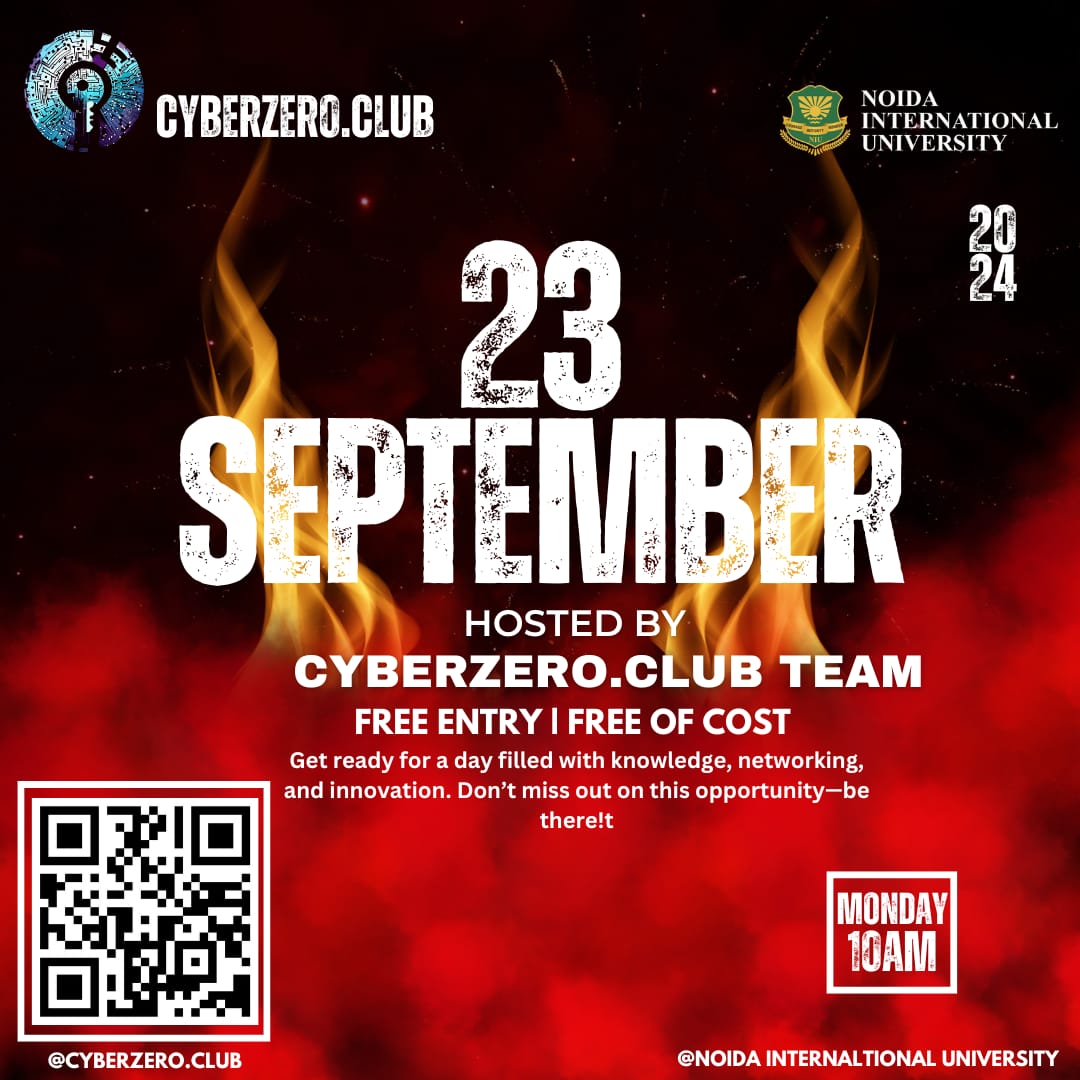 CYBERZERO.CLUB
NOIDA
INTERNATIONAL
UNIVERSITY
NIU
20
24
23
SEPTEMBER
HOSTED BY
CYBERZERO.CLUB TEAM
FREE ENTRY | FREE OF COST
Get ready for a day filled with knowledge, networking,
and innovation. Don’t miss out on this opportunity—be
there!t
MONDAY
10AM
@CYBERZERO.CLUB
@NOIDA INTERNALTIONAL UNIVERSITY